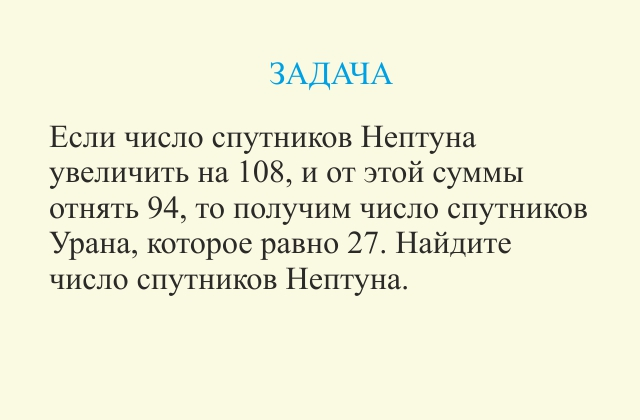 ЗАДАЧА
Если число спутников Нептуна
увеличить на 108, и от этой суммы
отнять 94, то получим число спутников
Урана, которое равно 27. Найдите
число спутников Нептуна.